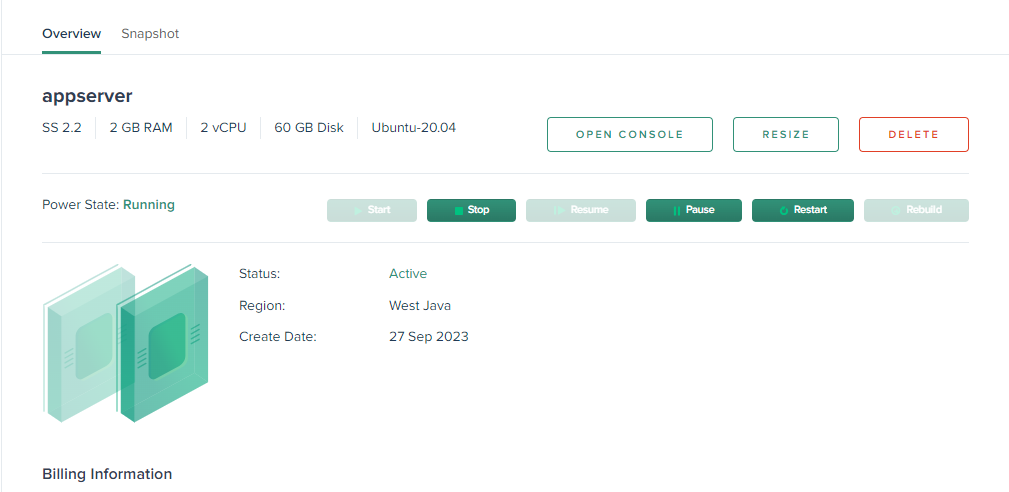 Overview Snapshot
appserver
SS 2.2 2 GB RAM 2 vCPU 60 GB Disk Ubuntu-20.04
OPEN CONSOLE RESIZE DELETE
Power State: Running Start Stop Resume Pause Restart Rebuild
Status: Active
Region: West Java
Create Date: 27 Sep 2023
Billing Information